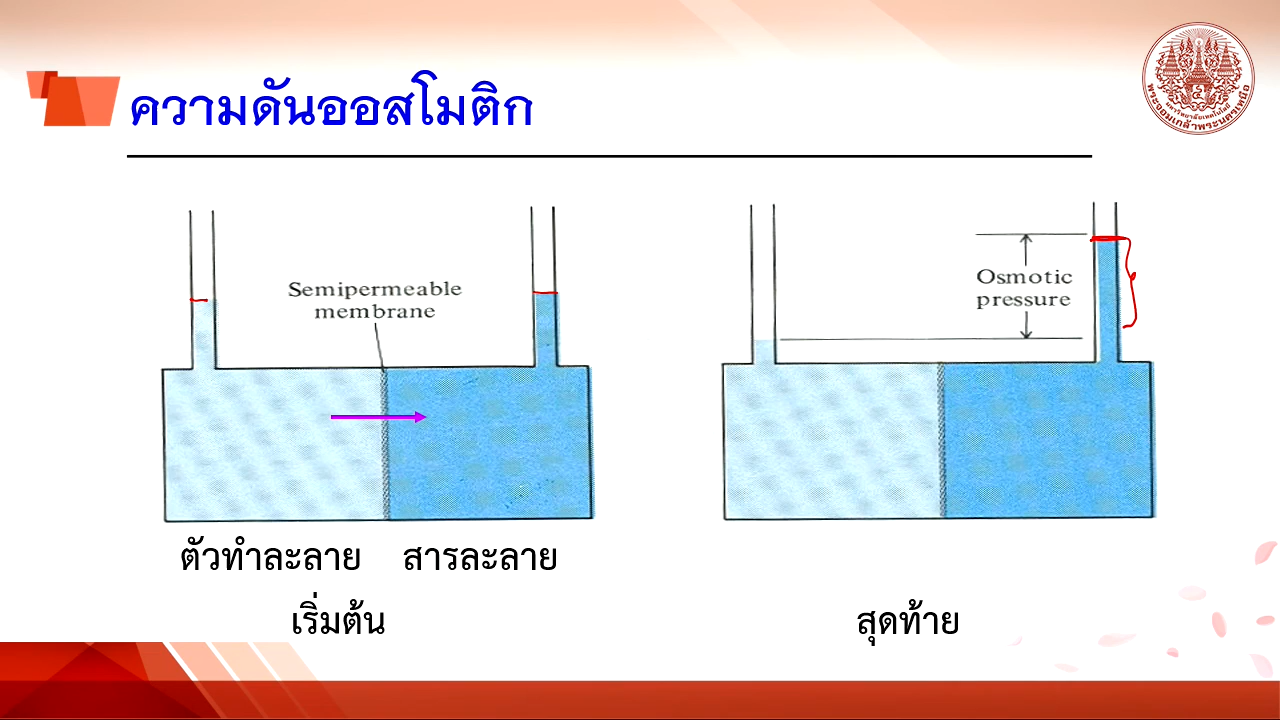 ความดันออสโมติก
Semipermeable
membrane
Osmotic
pressure
ตัวทำละลาย สารละลาย
เริ่มต้น
สุดท้าย